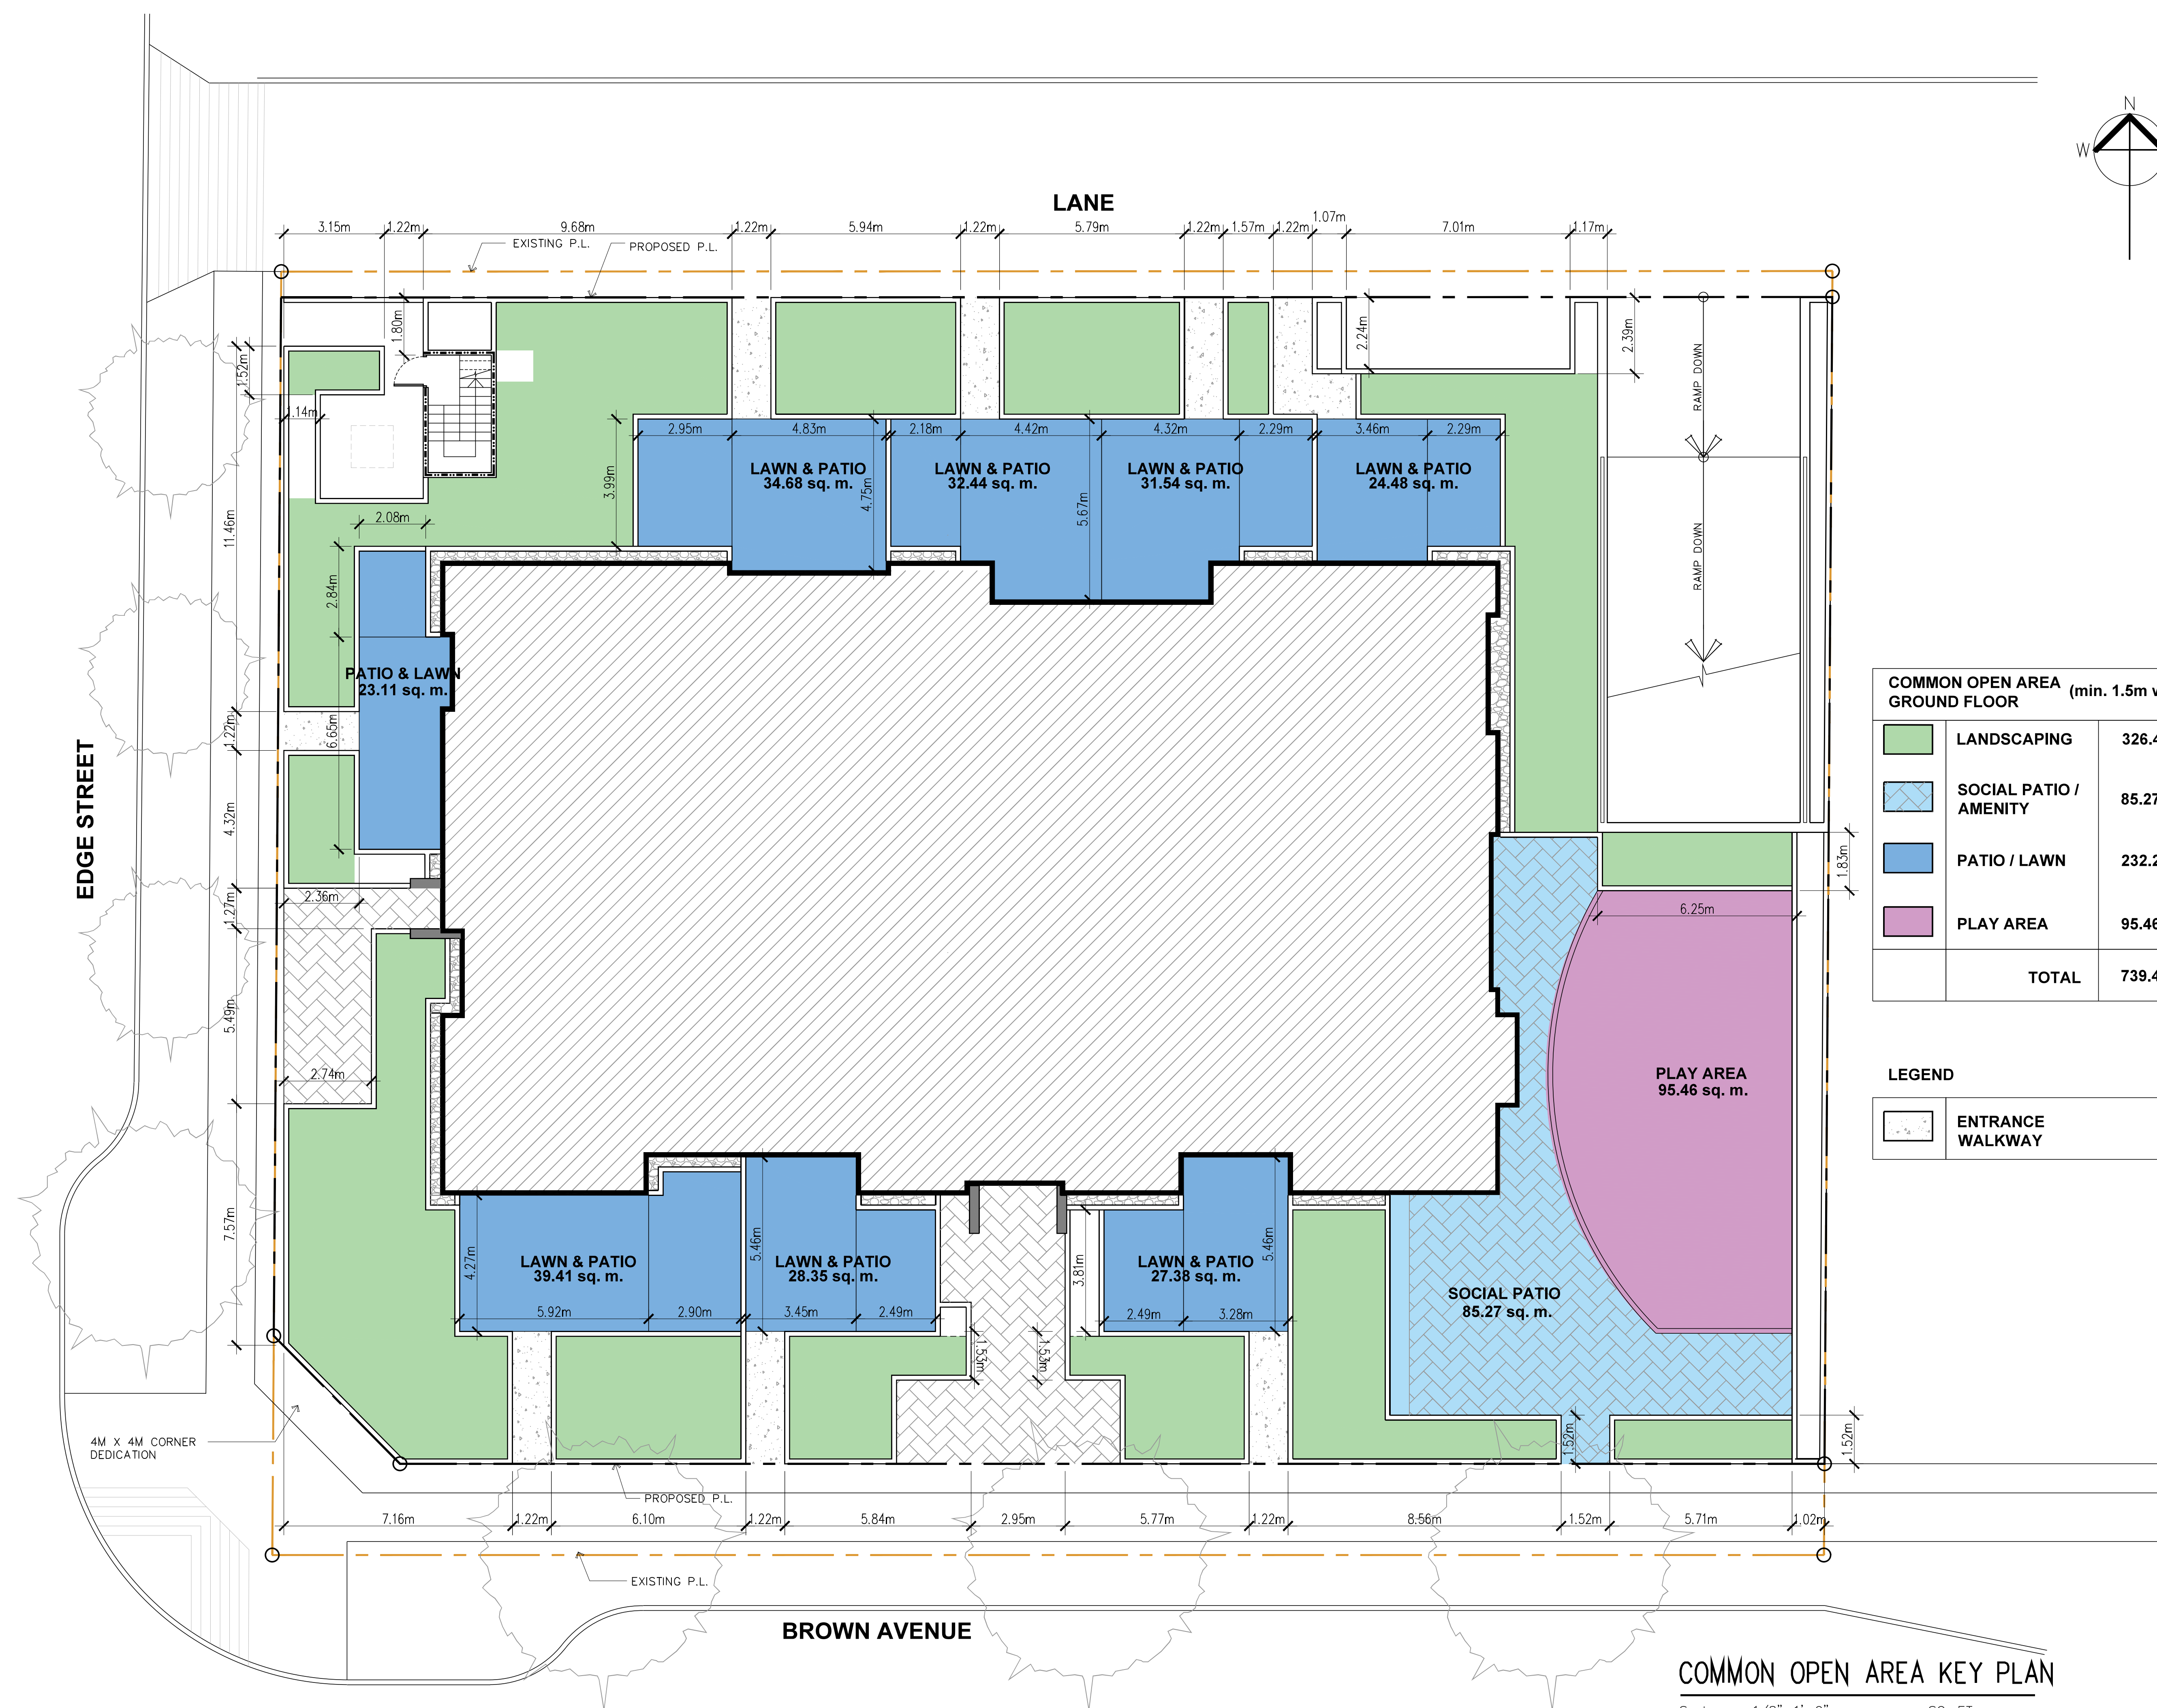 N
W
LANE
3.15m
1.22m
9.68m
1.22m
5.94m
1.22m
5.79m
1.22m
1.57m
1.22m
1.07m
7.01m
1.17m
EXISTING P.L.
PROPOSED P.L.
1.80m
2.24m
2.39m
RAMP DOWN
RAMP DOWN
1.52m
1.14m
11.46m
2.95m
4.83m
2.18m
4.42m
4.32m
2.29m
3.46m
2.29m
LAWN & PATIO
34.68 sq. m.
LAWN & PATIO
32.44 sq. m.
LAWN & PATIO
31.54 sq. m.
LAWN & PATIO
24.48 sq. m.
3.99m
4.75m
5.67m
2.08m
2.84m
PATIO & LAWN
23.11 sq. m.
1.22m
6.65m
EDGE STREET
4.32m
2.36m
1.27m
5.49m
2.74m
7.57m
1.83m
6.25m
PLAY AREA
95.46 sq. m.
COMMON OPEN AREA (min. 1.5m
GROUND FLOOR
LANDSCAPING 326.4
SOCIAL PATIO /
AMENITY 85.27
PATIO / LAWN 232.2
PLAY AREA 95.46
TOTAL 739.4
LEGEND
ENTRANCE
WALKWAY
4.27m
LAWN & PATIO
39.41 sq. m.
5.92m
2.90m
5.46m
LAWN & PATIO
28.35 sq. m.
3.45m
2.49m
1.53m
1.53m
3.81m
LAWN & PATIO
27.38 sq. m.
2.49m
3.28m
5.46m
SOCIAL PATIO
85.27 sq. m.
1.52m
1.52m
4M X 4M CORNER
DEDICATION
PROPOSED P.L.
7.16m
1.22m
6.10m
1.22m
5.84m
2.95m
5.77m
1.22m
8.56m
1.52m
5.71m
1.02m
EXISTING P.L.
BROWN AVENUE
COMMON OPEN AREA KEY PLAN